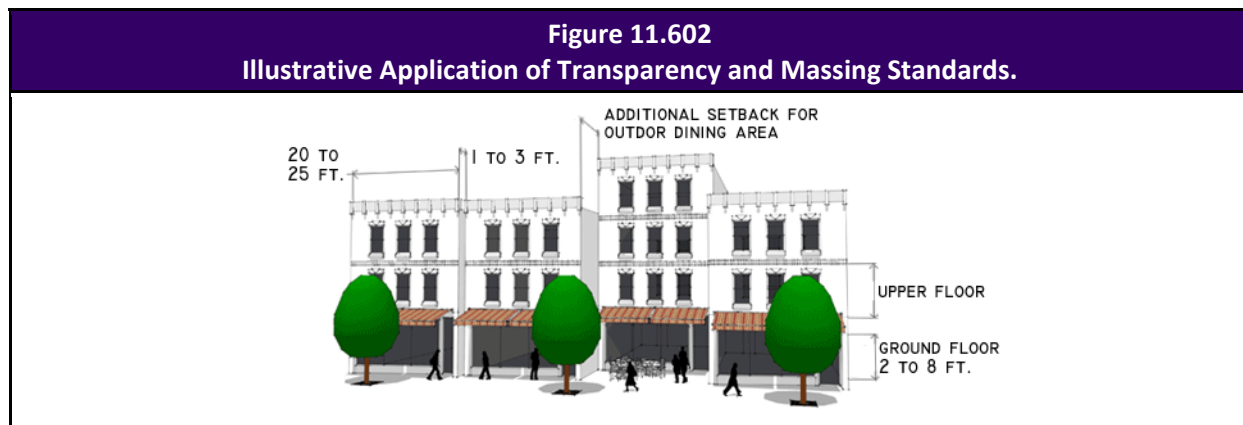 Figure 11.602
Illustrative Application of Transparency and Massing Standards.
ADDITIONAL SETBACK FOR
OUTDOR DINING AREA
20 TO
25 FT.
1 TO 3 FT.
UPPER FLOOR
GROUND FLOOR
2 TO 8 FT.